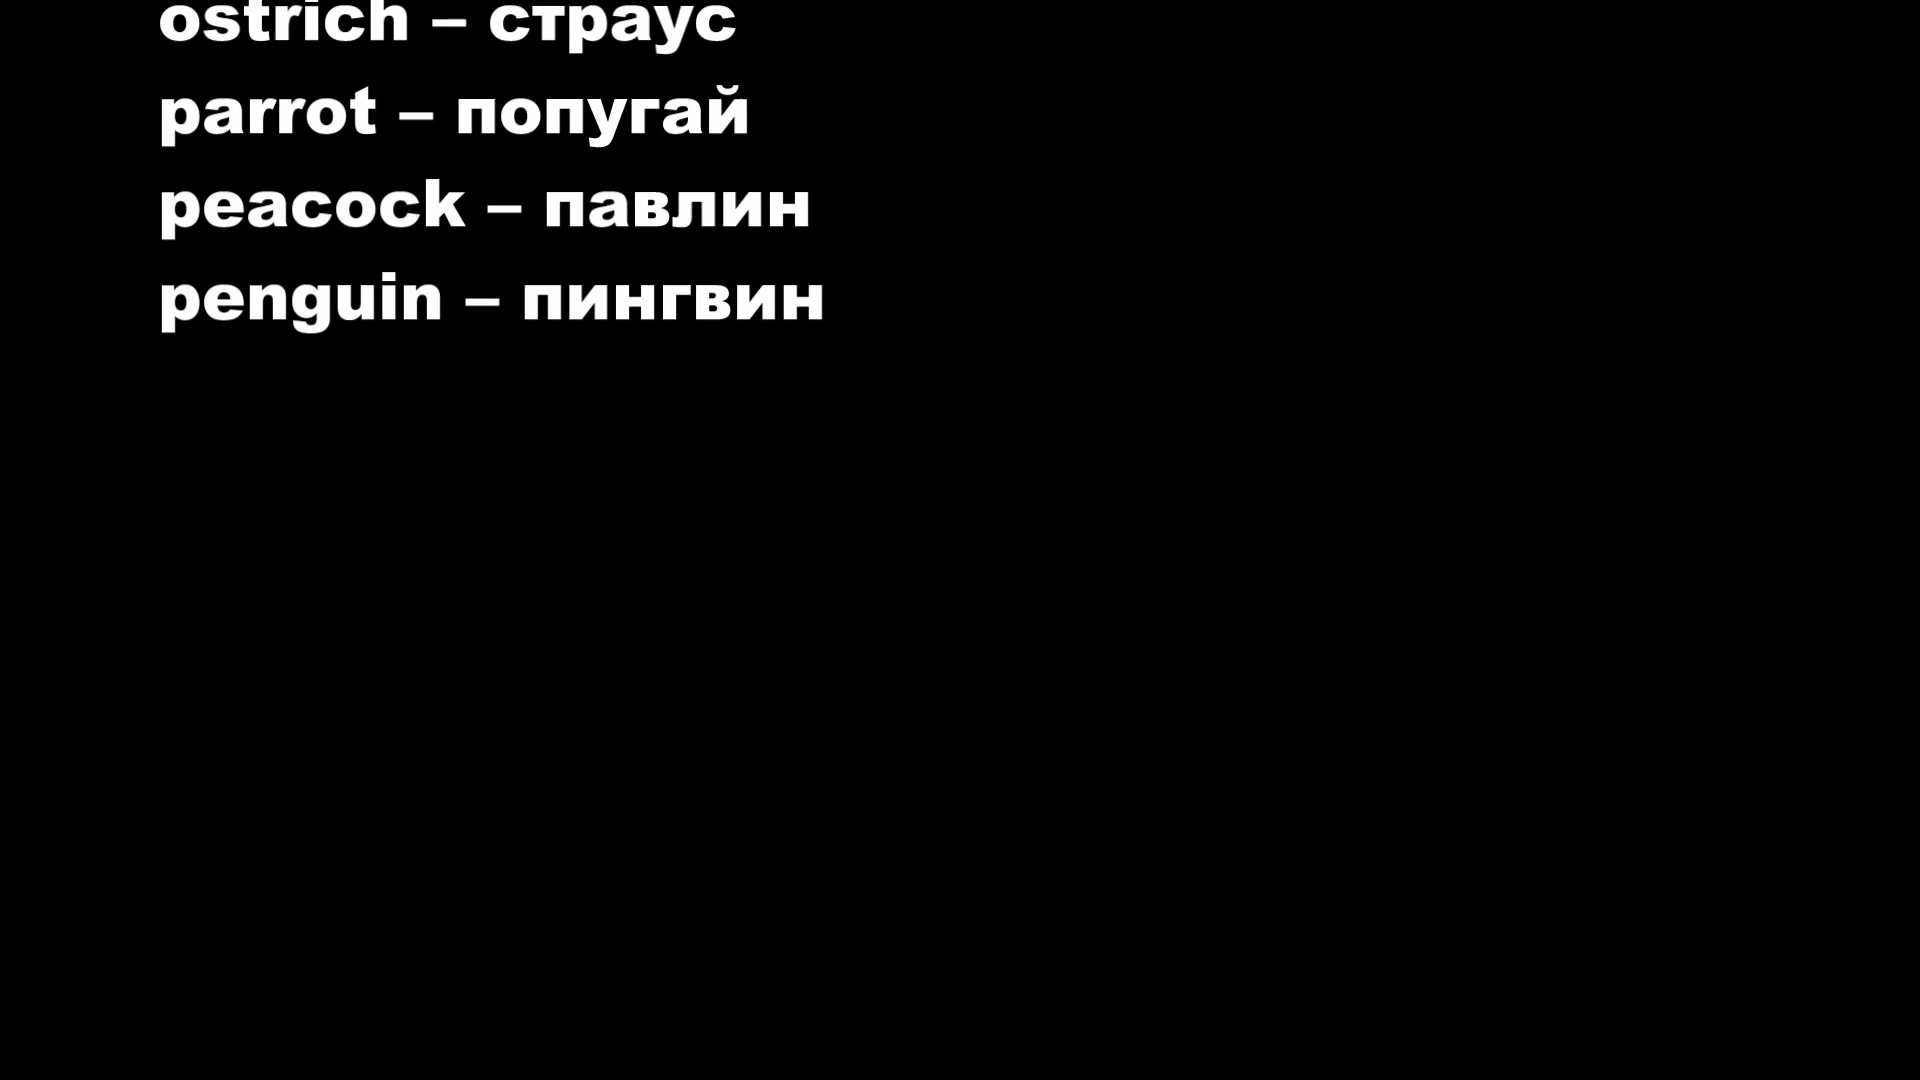 ostrich – страус
parrot – попугай
peacock – павлин
penguin – пингвин